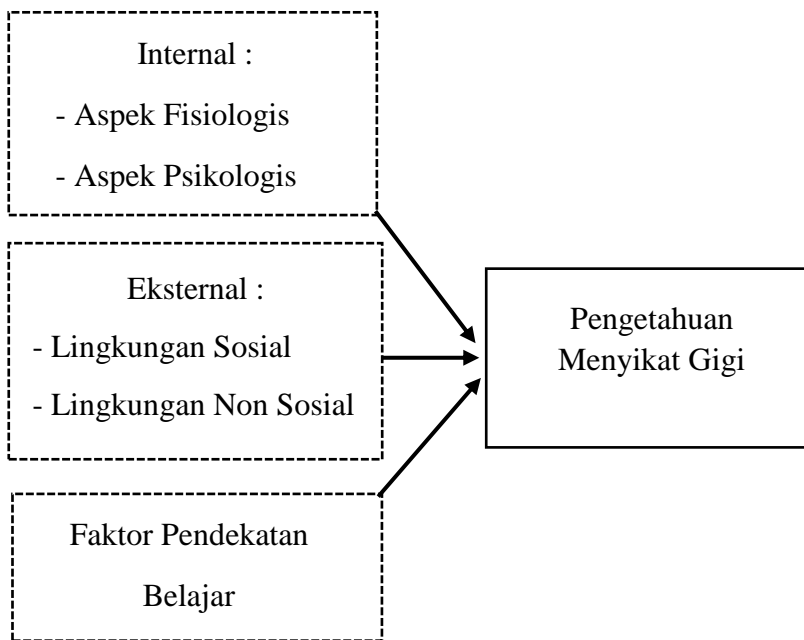 Internal :
- Aspek Fisiologis
- Aspek Psikologis
Eksternal :
- Lingkungan Sosial
- Lingkungan Non Sosial
Faktor Pendekatan
Belajar
Pengetahuan
Menyikat Gigi